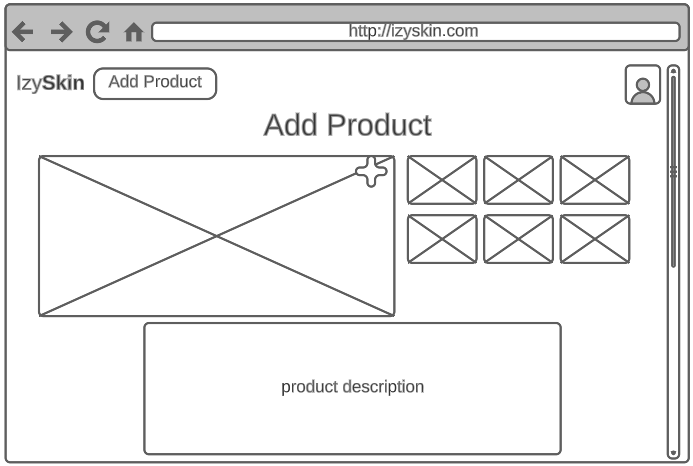 http://izyskin.com
IzySkin Add Product
Add Product
product description